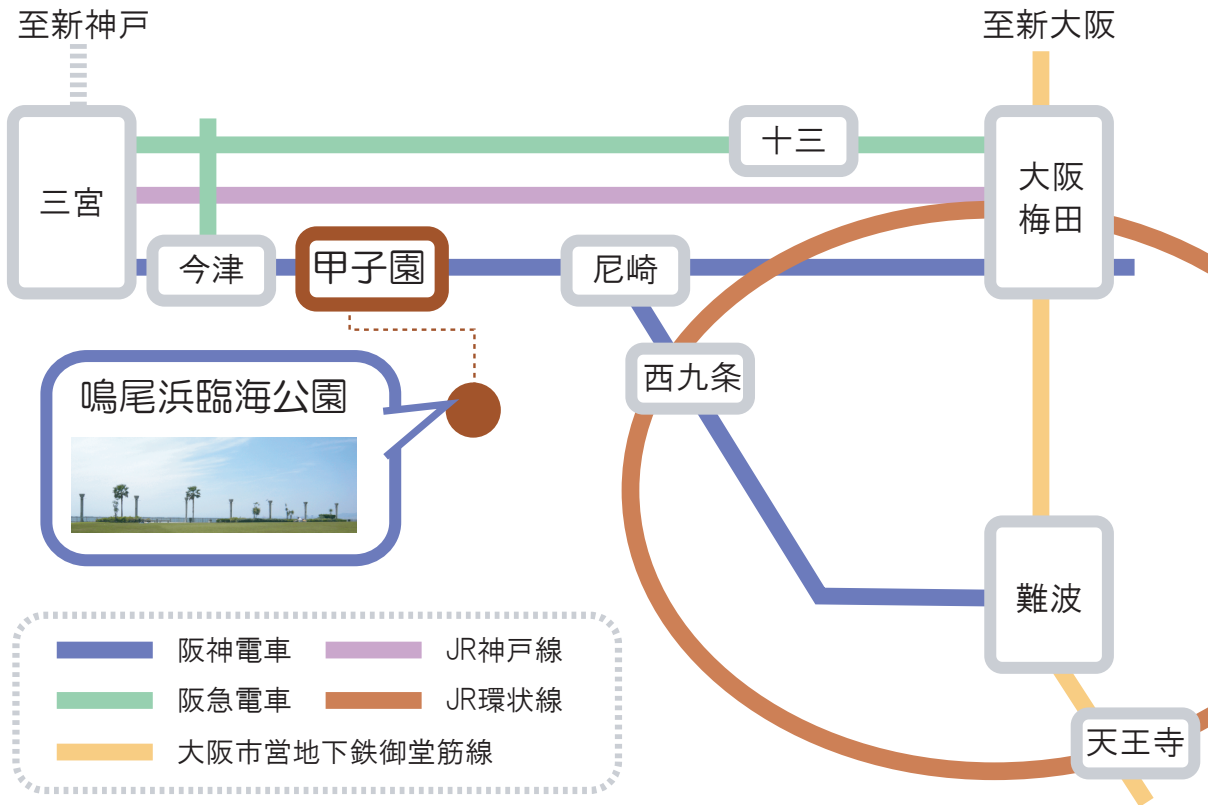 至新神戸
至新大阪
十三
三宮
大阪
梅田
今津
甲子園
尼崎
西九条
鳴尾浜臨海公園
難波
天王寺
阪神電車
JR神戸線
阪急電車
JR環状線
大阪市営地下鉄御堂筋線